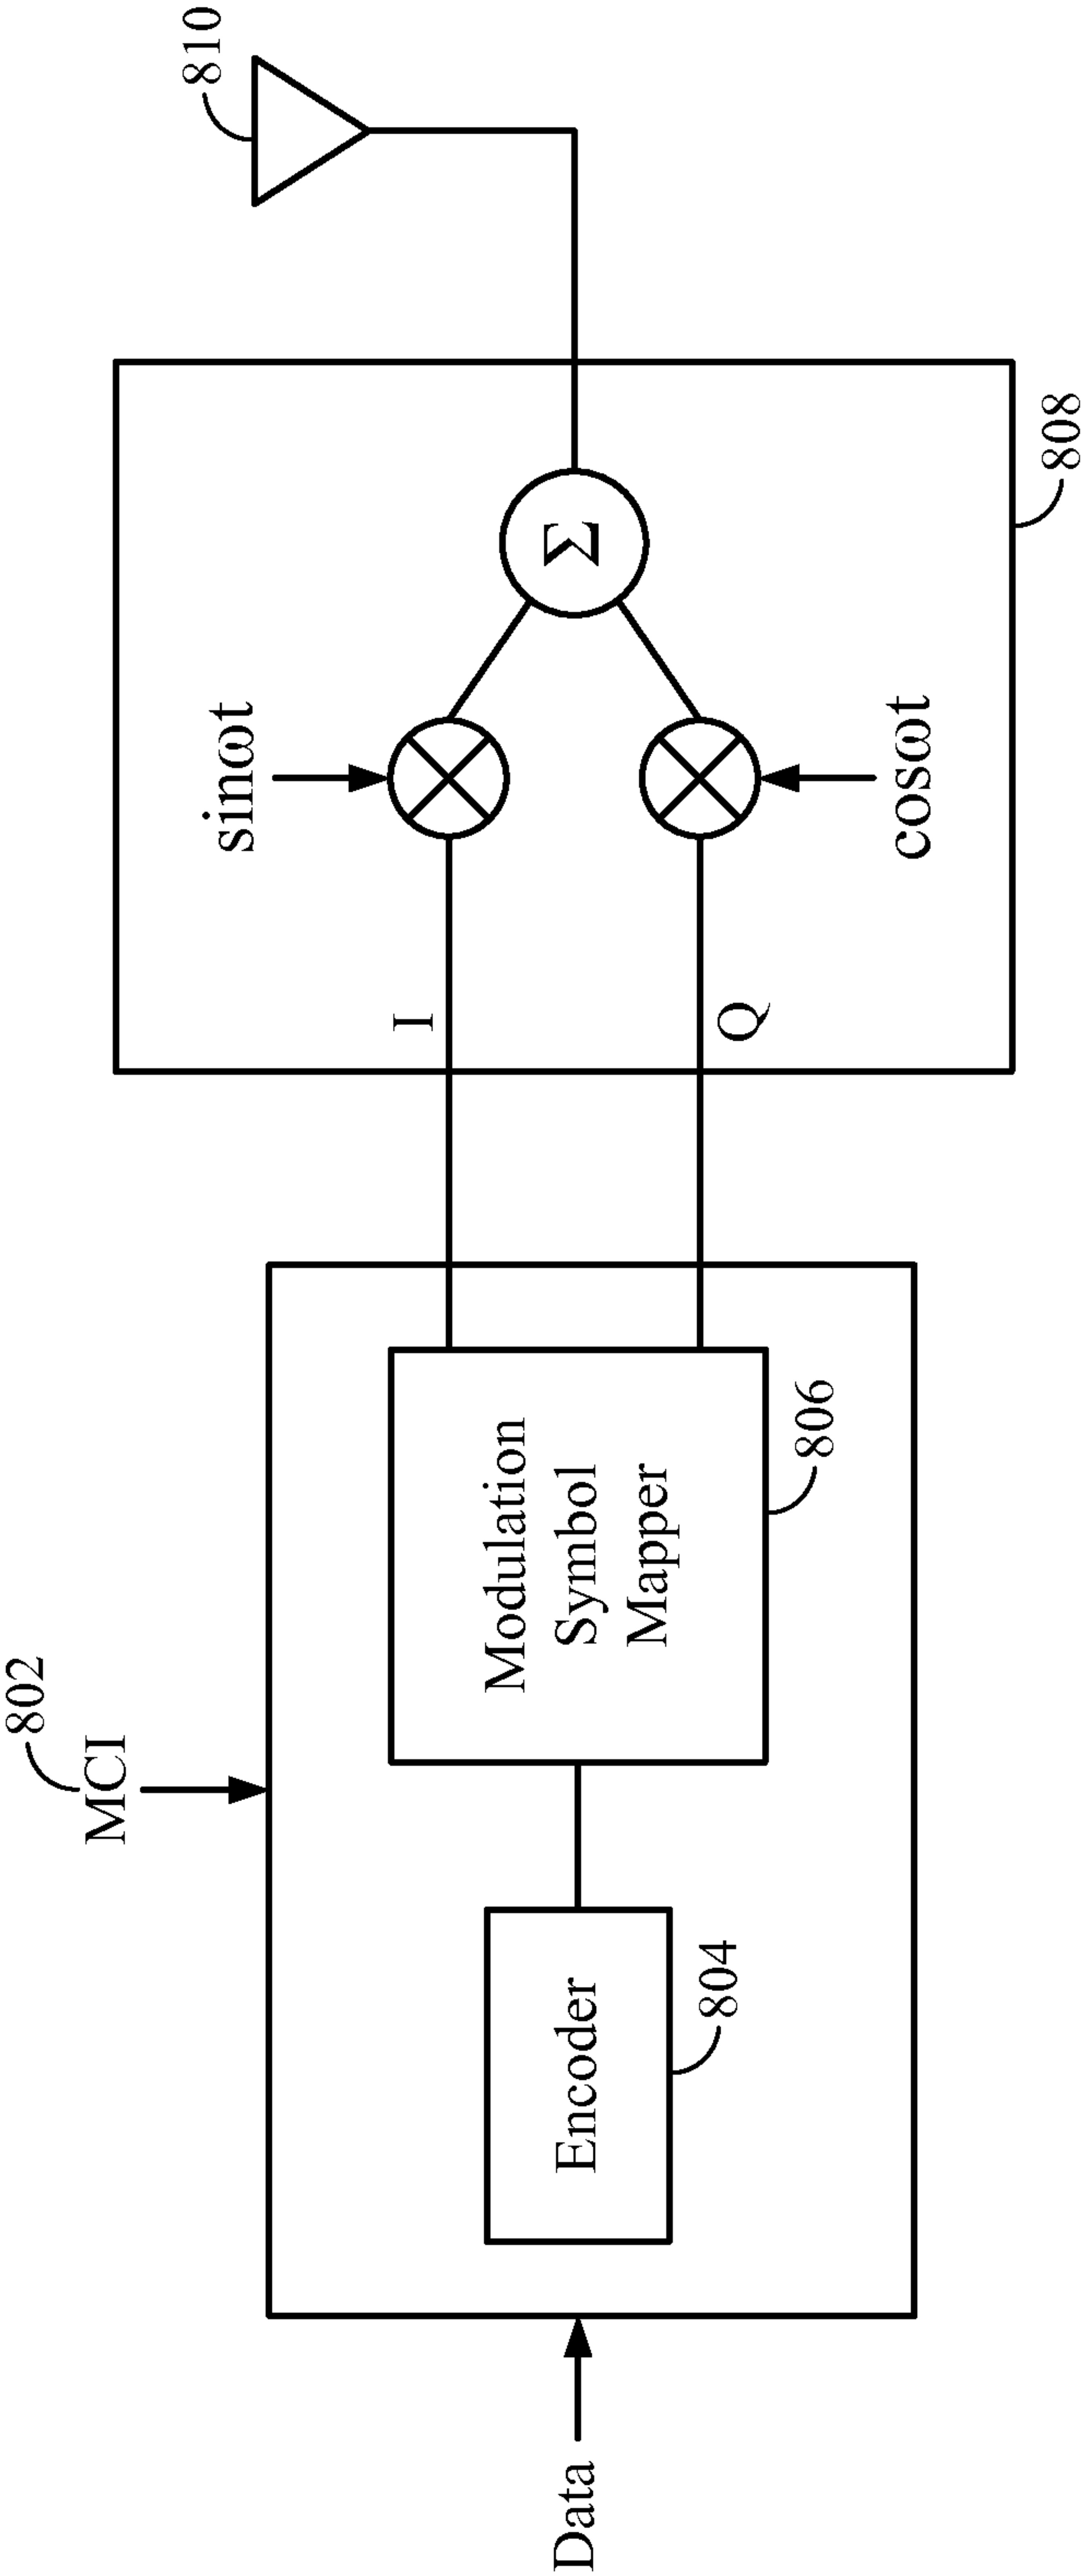 802
MCI
Data
Encoder
804
Modulation
Symbol
Mapper
806
I
Q
sinωt
cosωt
Σ
808
810